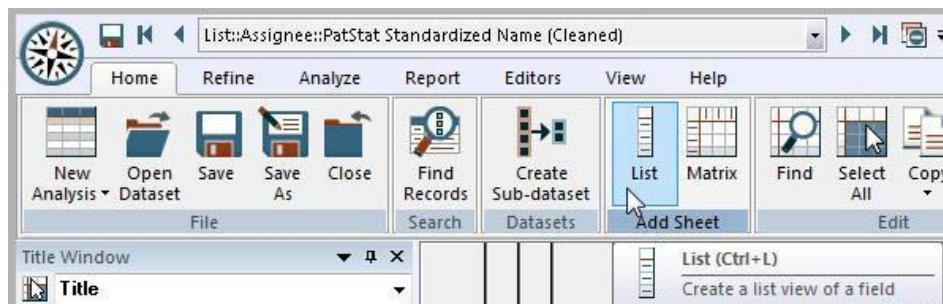 List::Assignee::PatStat Standardized Name (Cleaned)
Home Refine Analyze Report Editors View Help
New Analysis
Open Dataset
Save
Save As
Close
Find Records
Create Sub-dataset
List
Matrix
Find
Select All
Copy
File Search Datasets Add Sheet Edit
Title Window
List (Ctrl+L)
Title
Create a list view of a field